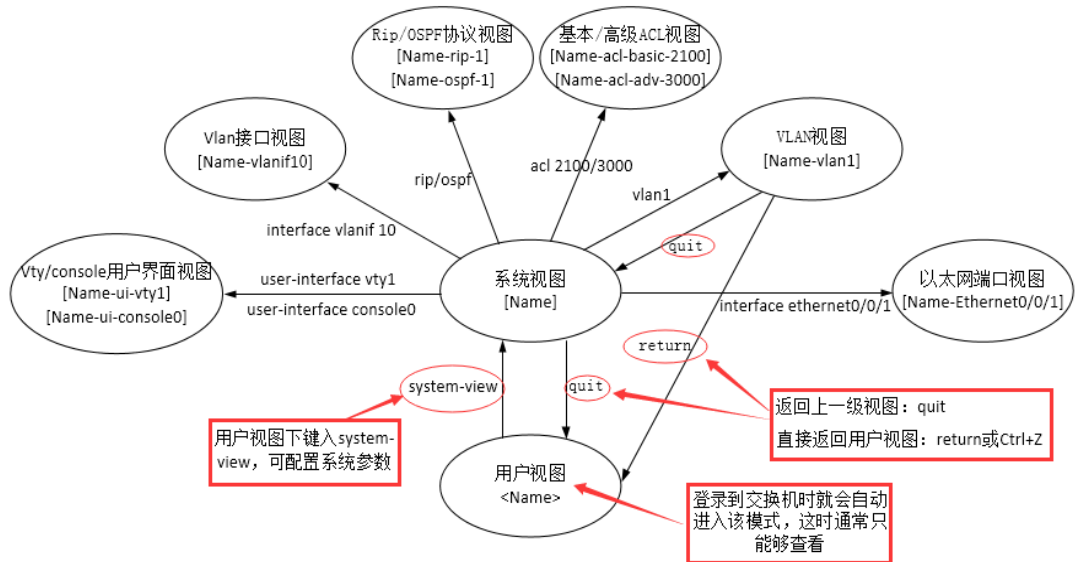 Rip/OSPF协议视图
[Name-rip-1]
[Name-ospf-1]
基本/高级ACL视图
[Name-acl-basic-2100]
[Name-acl-adv-3000]
Vlan接口视图
[Name-vlanif10]
VLAN视图
[Name-vlan1]
rip/ospf
acl 2100/3000
vlan1
interface vlanif 10
quit
Vty/console用户界面视图
[Name-ui-vty1]
[Name-ui-console0]
user-interface vty1
user-interface console0
系统视图
[Name]
interface ethernet0/0/1
以太网端口视图
[Name-Ethernet0/0/1]
return
system-view
quit
用户视图下键入system-
view，可配置系统参数
返回上一级视图：quit
直接返回用户视图：return或Ctrl+Z
用户视图
<Name>
登录到交换机时就会自动
进入该模式，这时通常只
能够查看